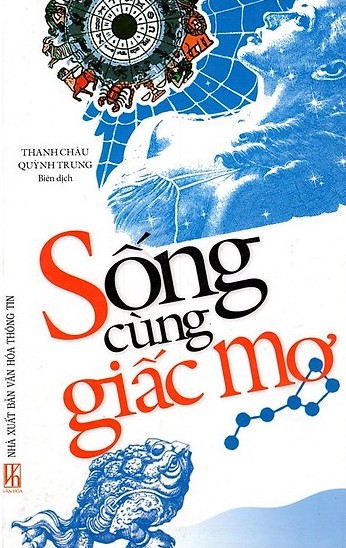 THANH CHÂU
QUỲNH TRUNG
Biên dịch
Sống
cùng
giấc mơ
NHÀ XUẤT BẢN VĂN HÓA THÔNG TIN
VĂN HÓA